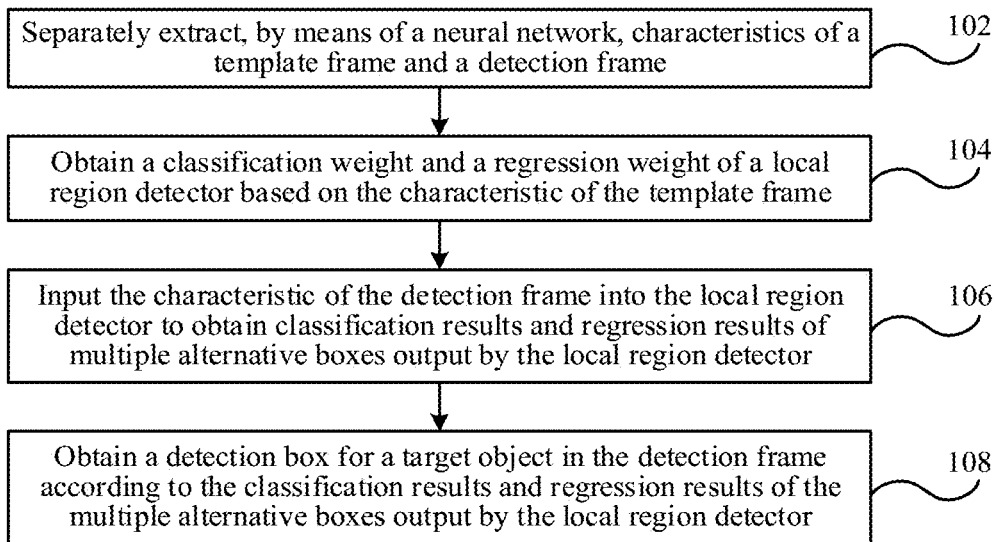 Separately extract, by means of a neural network, characteristics of a
template frame and a detection frame
102
Obtain a classification weight and a regression weight of a local
region detector based on the characteristic of the template frame
104
Input the characteristic of the detection frame into the local region
detector to obtain classification results and regression results of
multiple alternative boxes output by the local region detector
106
Obtain a detection box for a target object in the detection frame
according to the classification results and regression results of the
multiple alternative boxes output by the local region detector
108